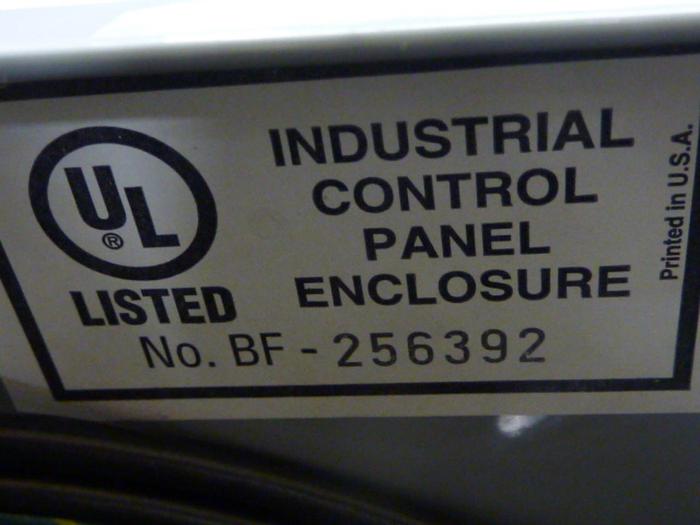 UL
®
LISTED
INDUSTRIAL
CONTROL
PANEL
ENCLOSURE
No. BF - 256392
Printed in U.S.A.